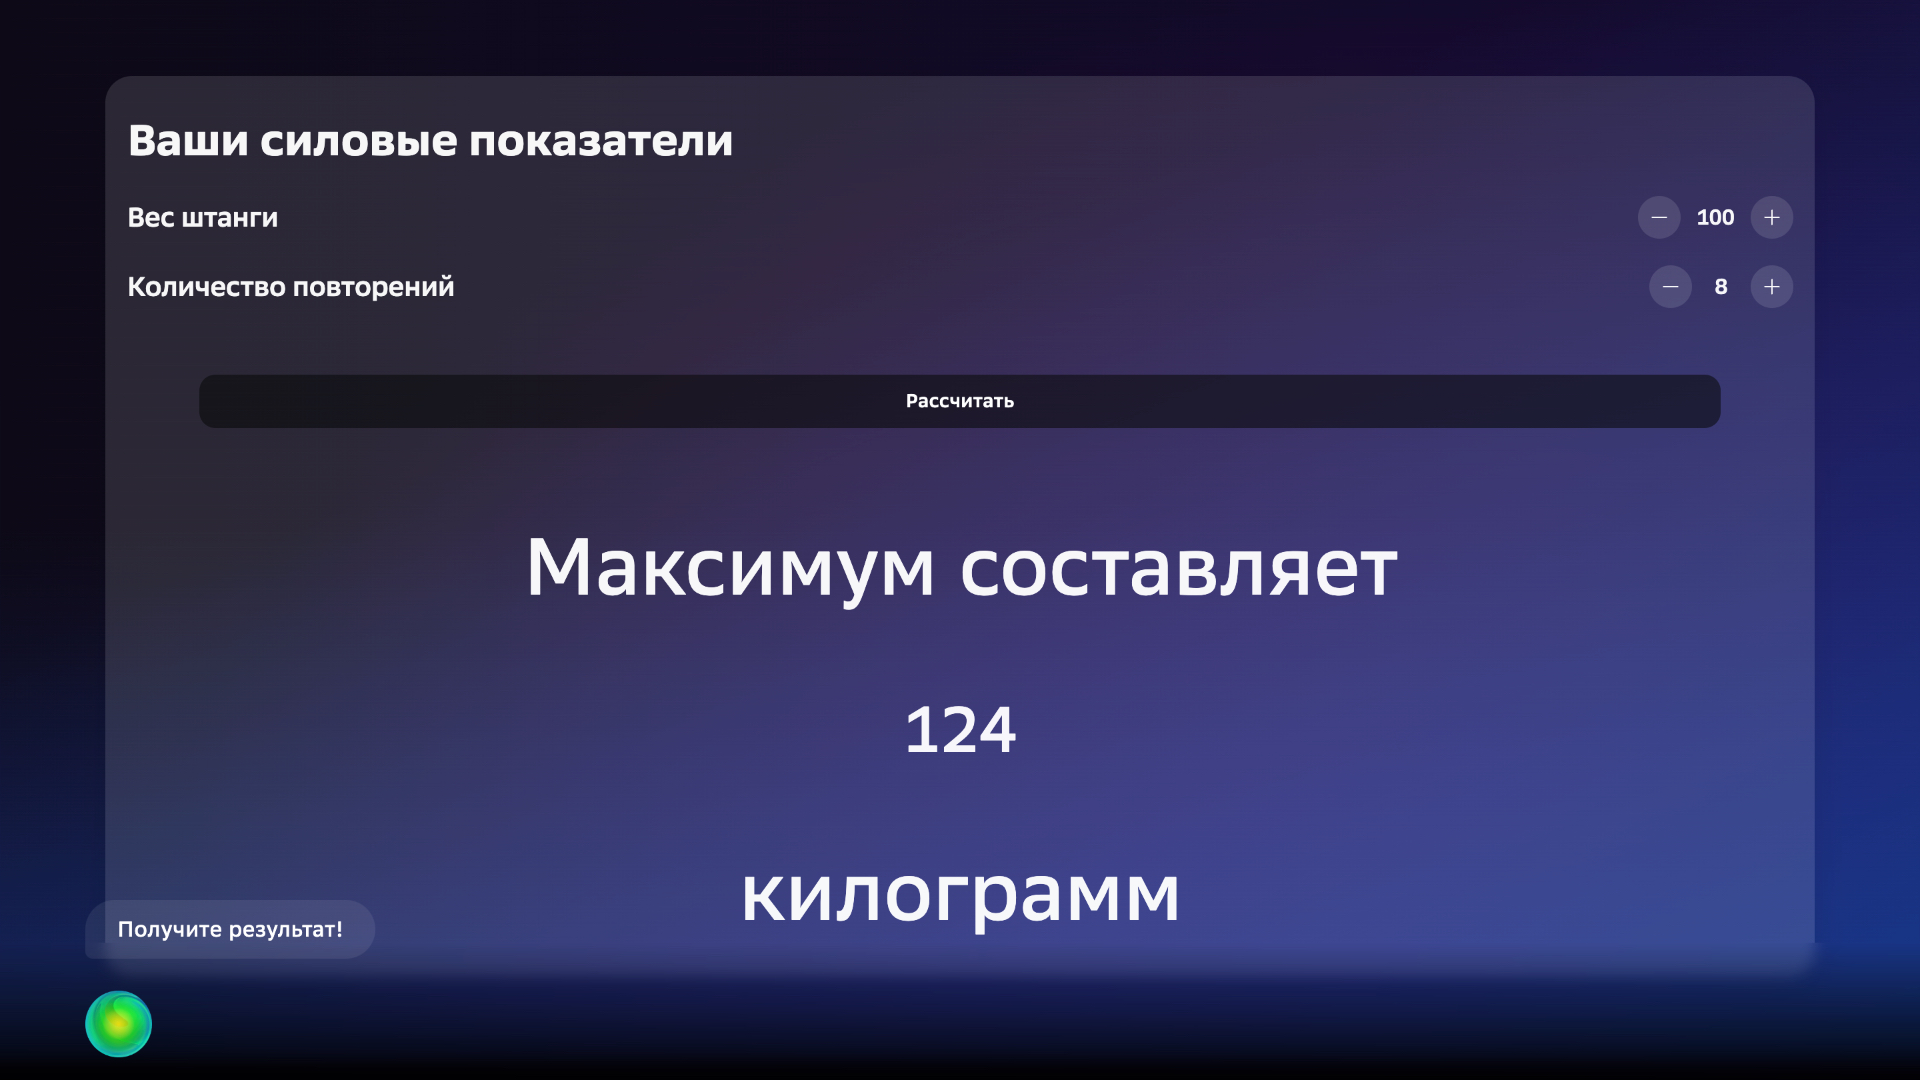 Ваши силовые показатели
Вес штанги
100
Количество повторений
8
Рассчитать
Максимум составляет
124
килограмм
Получите результат!